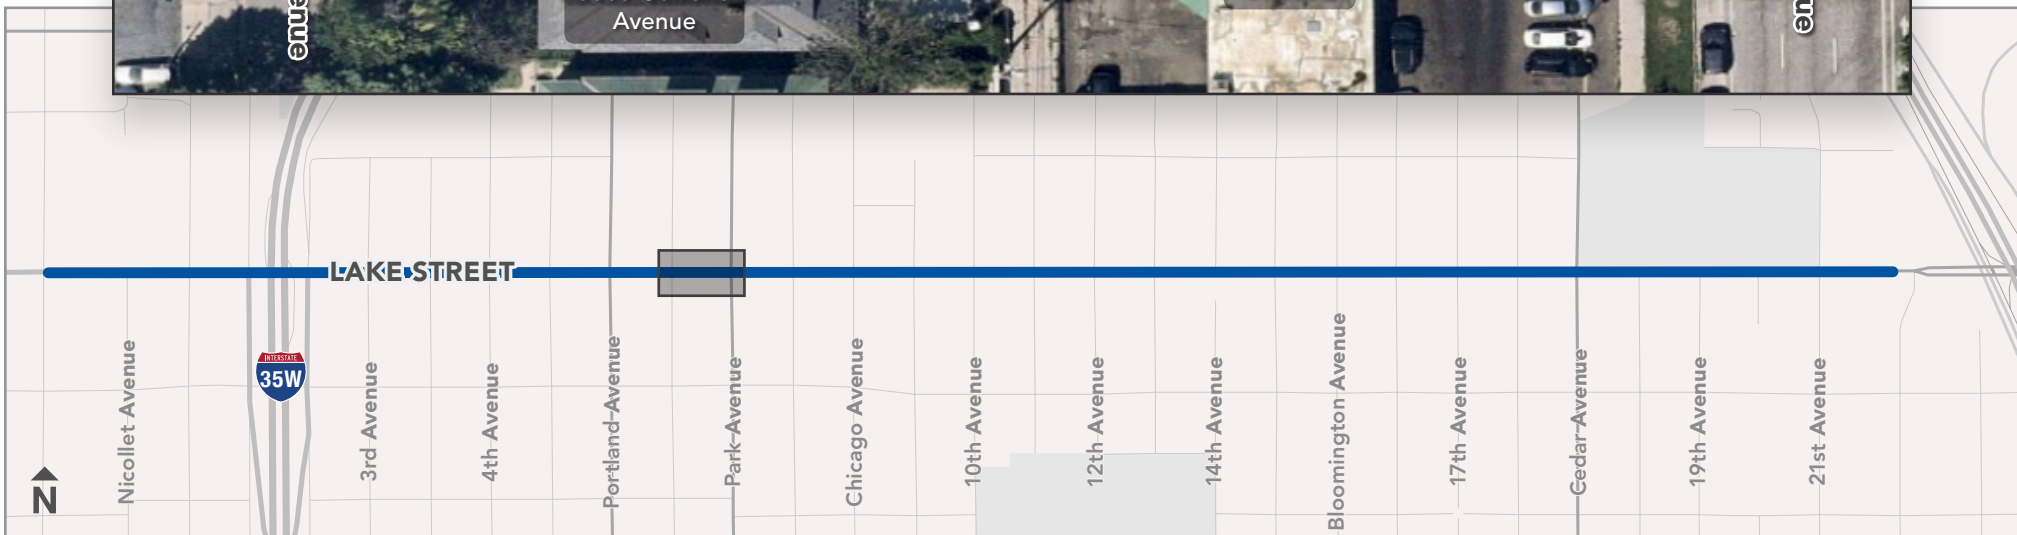 Avenue
LAKE STREET
INTERSTATE
35W
Nicollet Avenue
3rd Avenue
4th Avenue
Portland Avenue
Park Avenue
Chicago Avenue
10th Avenue
12th Avenue
14th Avenue
Bloomington Avenue
17th Avenue
Cedar Avenue
19th Avenue
21st Avenue
N